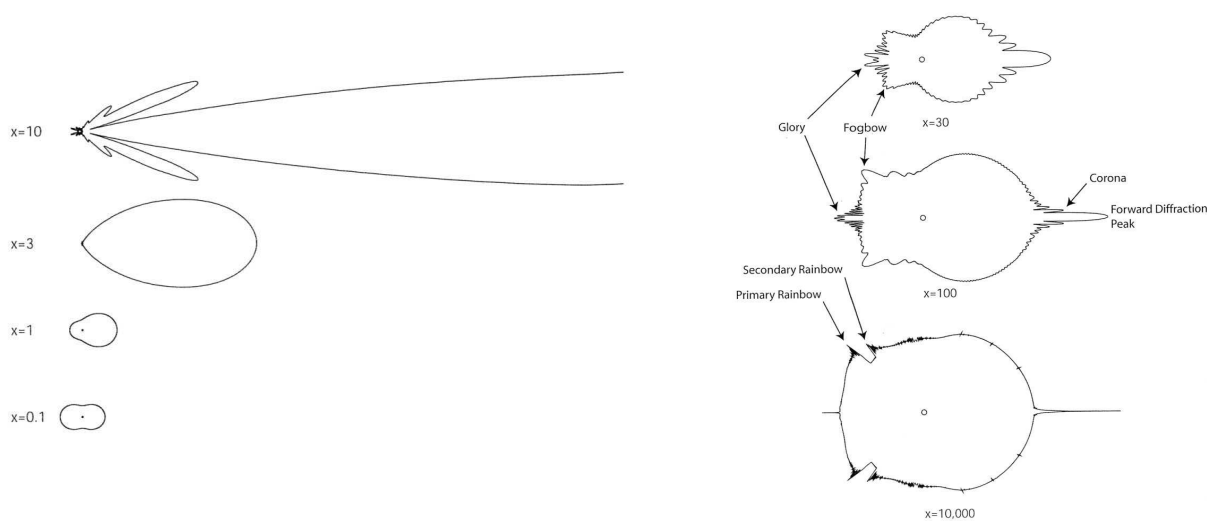 x=10
x=3
x=1
x=0.1
Glory
Fogbow
x=30
Corona
Forward Diffraction
Peak
Secondary Rainbow
Primary Rainbow
x=100
x=10,000